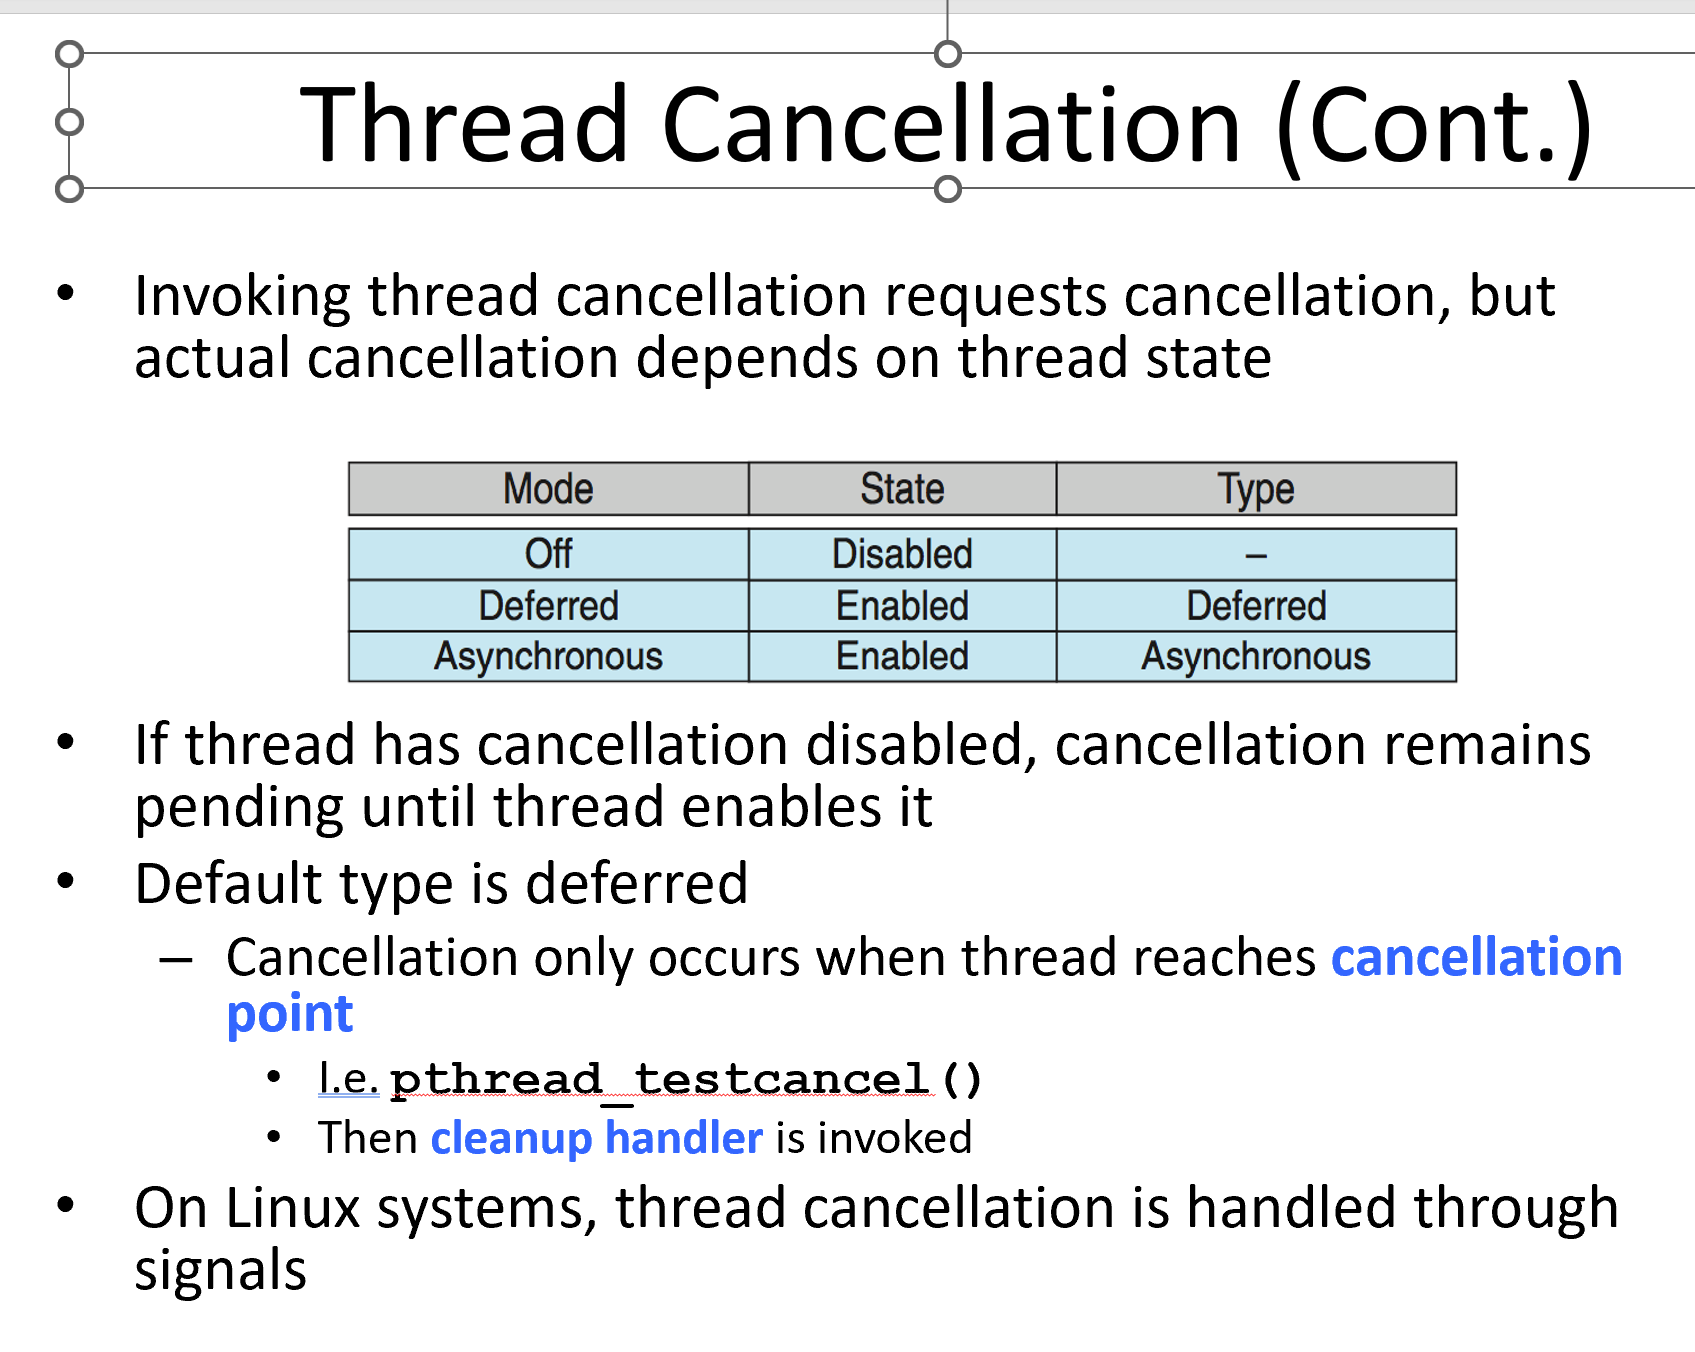 Thread Cancellation (Cont.)
• Invoking thread cancellation requests cancellation, but
actual cancellation depends on thread state
Mode State Type
Off Disabled –
Deferred Enabled Deferred
Asynchronous Enabled Asynchronous
• If thread has cancellation disabled, cancellation remains
pending until thread enables it
• Default type is deferred
– Cancellation only occurs when thread reaches cancellation
point
• I.e. pthread_testcancel()
• Then cleanup handler is invoked
• On Linux systems, thread cancellation is handled through
signals